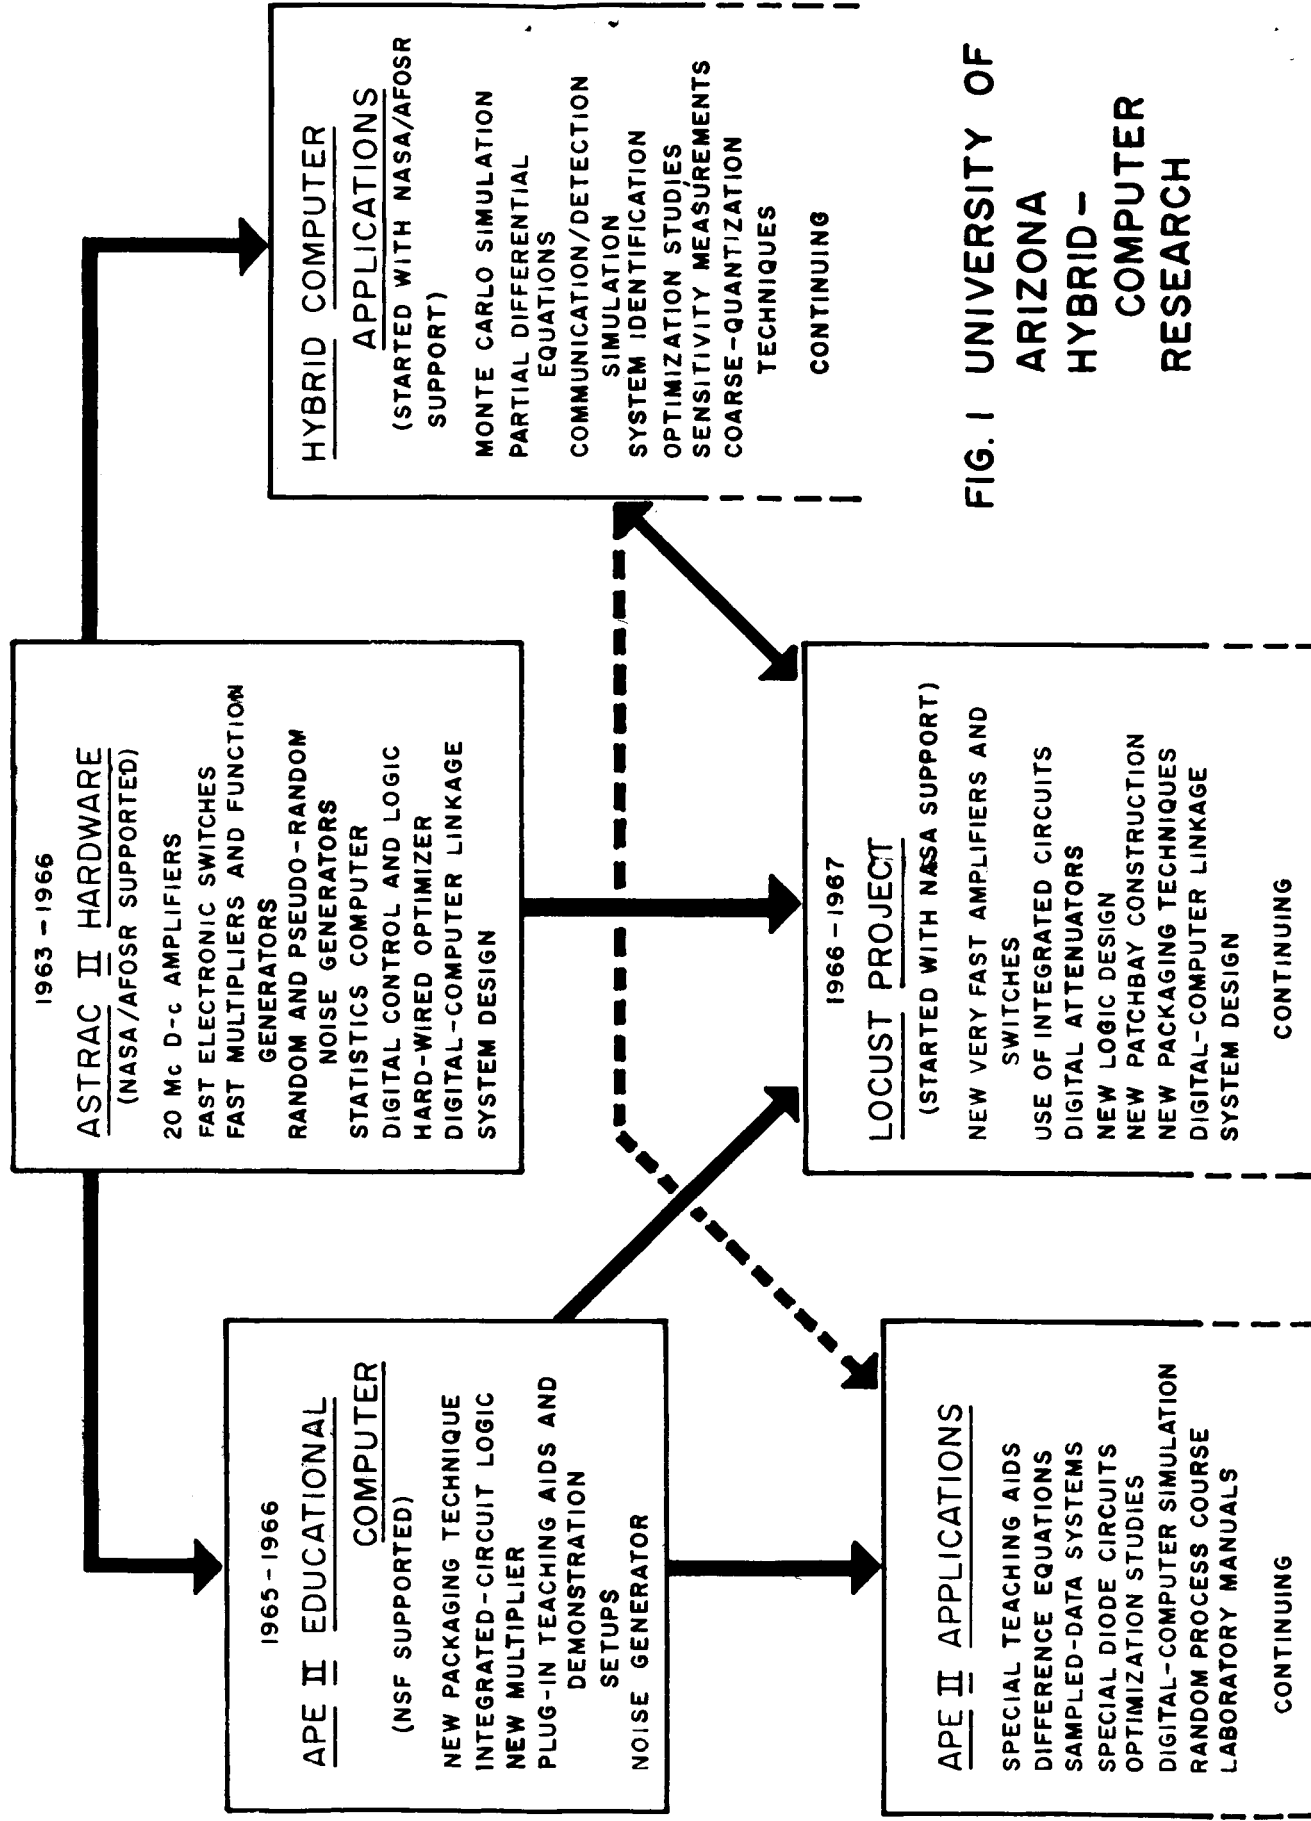 1963-1966
ASTRAC II HARDWARE
(NASA/AFOSR SUPPORTED)
20 Mc D-c AMPLIFIERS
FAST ELECTRONIC SWITCHES
FAST MULTIPLIERS AND FUNCTION
GENERATORS
RANDOM AND PSEUDO-RANDOM
NOISE GENERATORS
STATISTICS COMPUTER
DIGITAL CONTROL AND LOGIC
HARD-WIRED OPTIMIZER
DIGITAL-COMPUTER LINKAGE
SYSTEM DESIGN
1965-1966
APE II EDUCATIONAL
COMPUTER
(NSF SUPPORTED)
NEW PACKAGING TECHNIQUE
INTEGRATED-CIRCUIT LOGIC
NEW MULTIPLIER
PLUG-IN TEACHING AIDS AND
DEMONSTRATION
SETUPS
NOISE GENERATOR
HYBRID COMPUTER
APPLICATIONS
(STARTED WITH NASA/AFOSR
SUPPORT)
MONTE CARLO SIMULATION
PARTIAL DIFFERENTIAL
EQUATIONS
COMMUNICATION/DETECTION
SIMULATION
SYSTEM IDENTIFICATION
OPTIMIZATION STUDIES
SENSITIVITY MEASUREMENTS
COARSE-QUANTIZATION
TECHNIQUES
CONTINUING
APE II APPLICATIONS
SPECIAL TEACHING AIDS
DIFFERENCE EQUATIONS
SAMPLED-DATA SYSTEMS
SPECIAL DIODE CIRCUITS
OPTIMIZATION STUDIES
DIGITAL-COMPUTER SIMULATION
RANDOM PROCESS COURSE
LABORATORY MANUALS
CONTINUING
1966-1967
LOCUST PROJECT
(STARTED WITH NASA SUPPORT)
NEW VERY FAST AMPLIFIERS AND
SWITCHES
USE OF INTEGRATED CIRCUITS
DIGITAL ATTENUATORS
NEW LOGIC DESIGN
NEW PATCHBAY CONSTRUCTION
NEW PACKAGING TECHNIQUES
DIGITAL-COMPUTER LINKAGE
SYSTEM DESIGN
CONTINUING
FIG. 1 UNIVERSITY OF
ARIZONA
HYBRID-
COMPUTER
RESEARCH